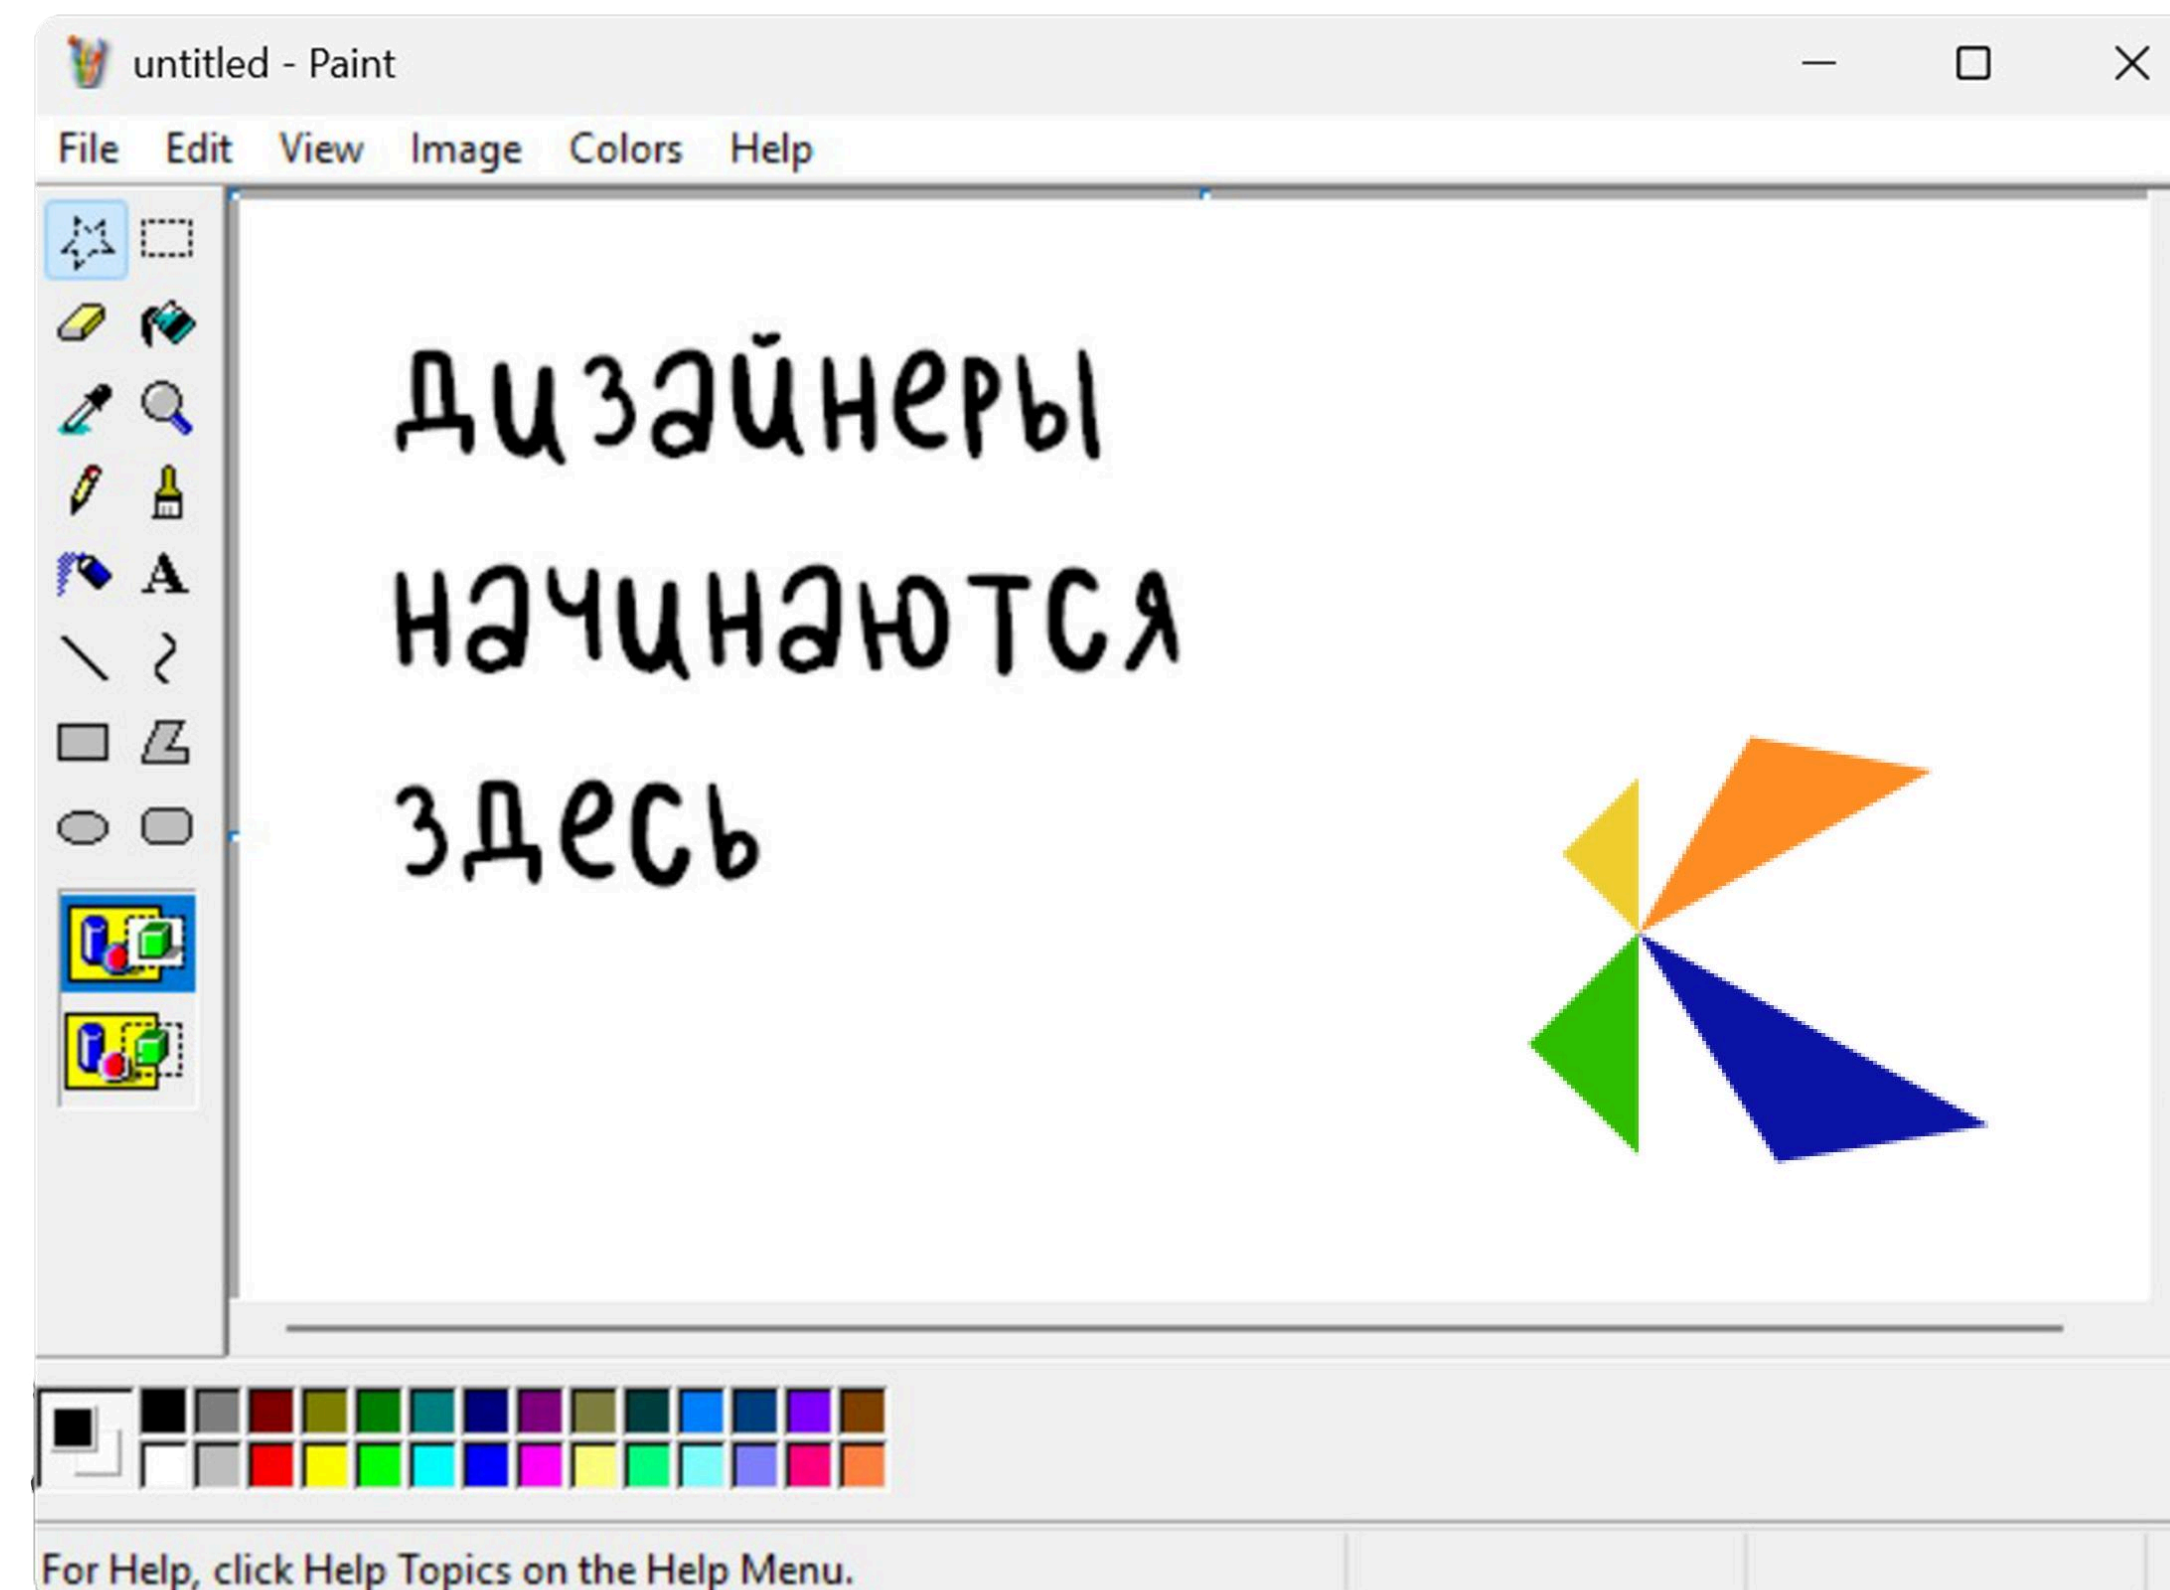 untitled - Paint
File Edit View Image Colors Help
A
дизайнеры
начинаются
здесь
For Help, click Help Topics on the Help Menu.